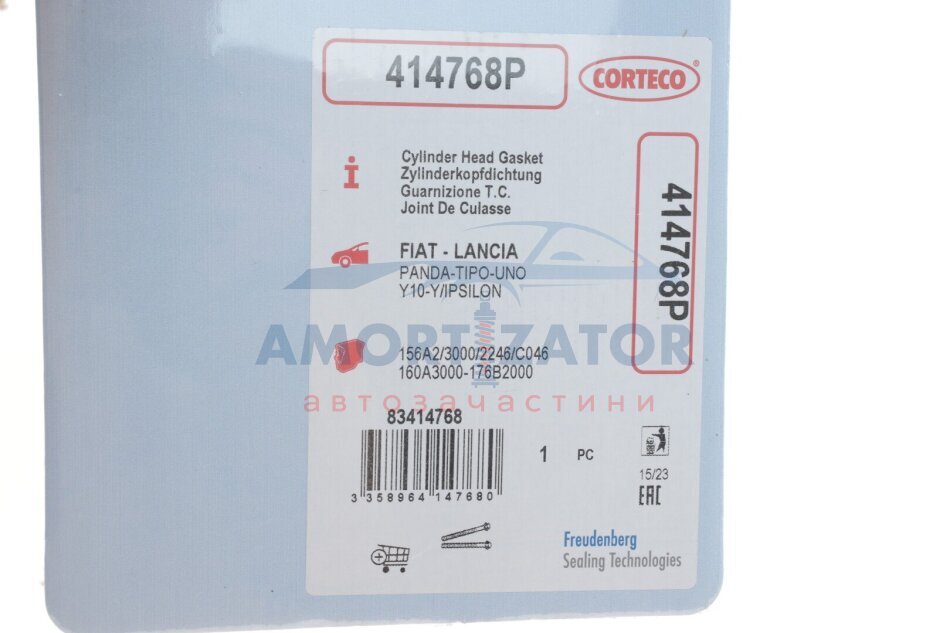 414768P
CORTECO®
414768P
i
Cylinder Head Gasket
Zylinderkopfdichtung
Guarnizione T.C.
Joint De Culasse
FIAT - LANCIA
PANDA-TIPO-UNO
Y10-Y/IPSILON
AMORTIZATOR
156A2/3000/2246/C046
160A3000-176B2000
автозачастини
83414768
3 358964 147680
1 PC
15/23
EAC
Freudenberg
Sealing Technologies